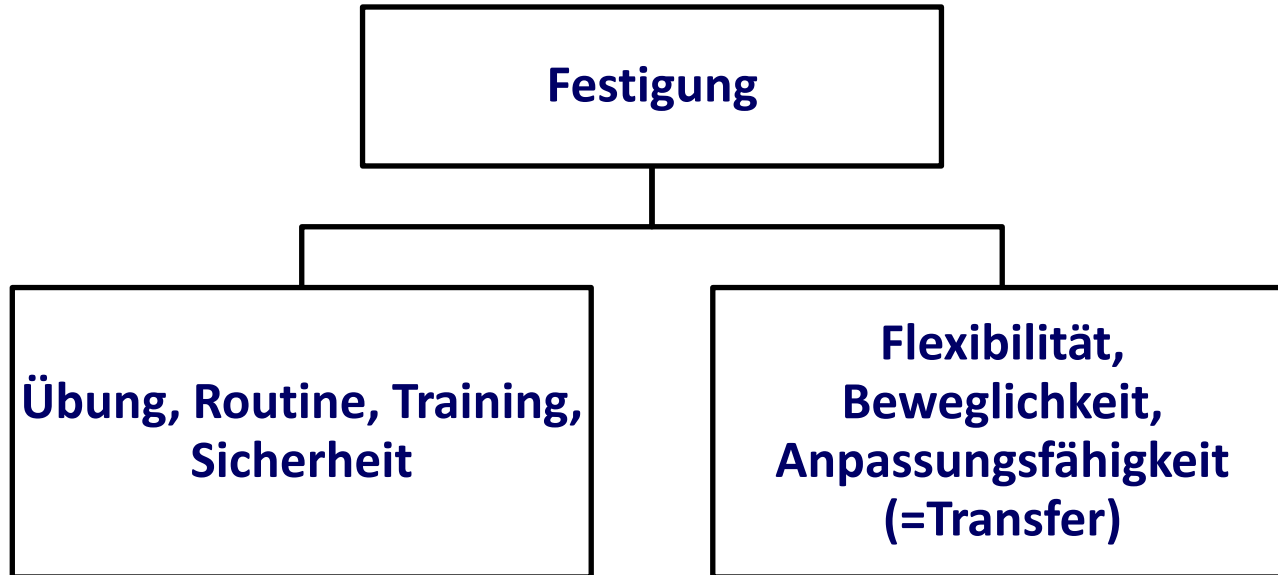 Festigung
Übung, Routine, Training,
Sicherheit
Flexibilität,
Beweglichkeit,
Anpassungsfähigkeit
(=Transfer)